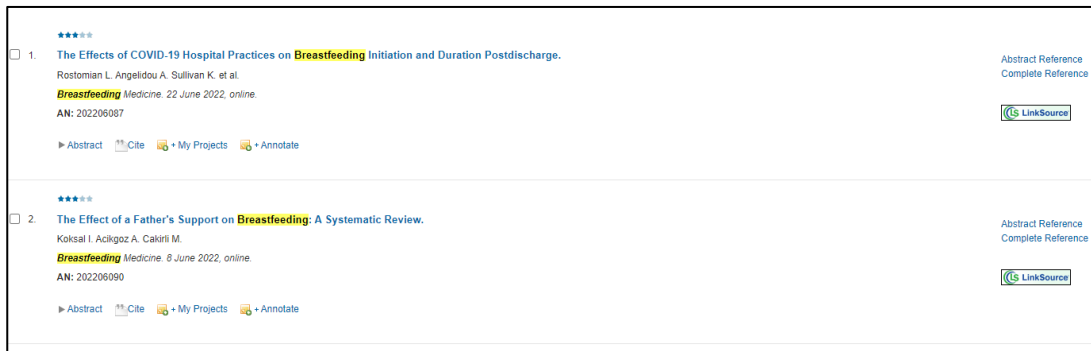 1. The Effects of COVID-19 Hospital Practices on Breastfeeding Initiation and Duration Postdischarge.
Abstract Reference
Rostomian L. Angelidou A. Sullivan K. et al.
Complete Reference
Breastfeeding Medicine. 22 June 2022, online.
AN: 202206087
LS LinkSource
Abstract Cite + My Projects + Annotate
2. The Effect of a Father's Support on Breastfeeding: A Systematic Review.
Abstract Reference
Koksal I. Acikgoz A. Cakirli M.
Complete Reference
Breastfeeding Medicine. 8 June 2022, online.
AN: 202206090
LS LinkSource
Abstract Cite + My Projects + Annotate